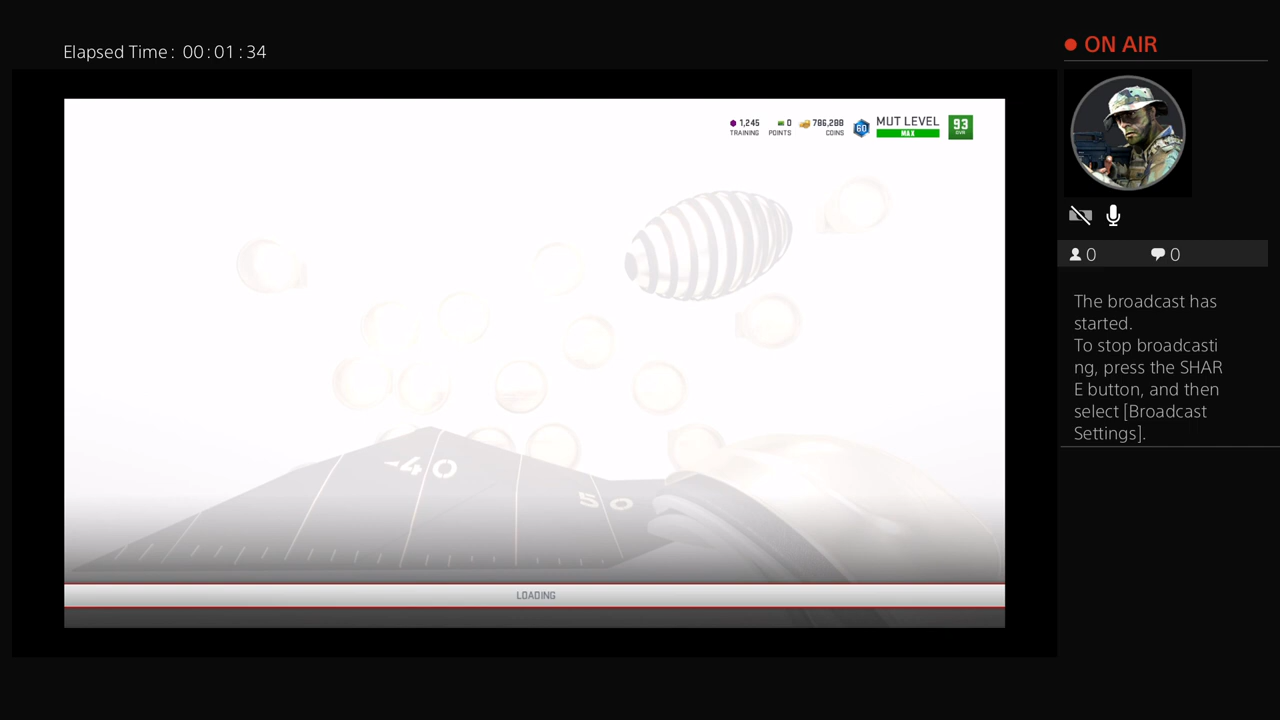 Elapsed Time: 00:01:34
ON AIR
1,245
TRAINING
0
POINTS
786,288
COINS
60
MUT LEVEL
MAX
93
OVR
0
0
The broadcast has
started.
To stop broadcasti
ng, press the SHAR
E button, and then
select [Broadcast
Settings].
40
50
LOADING